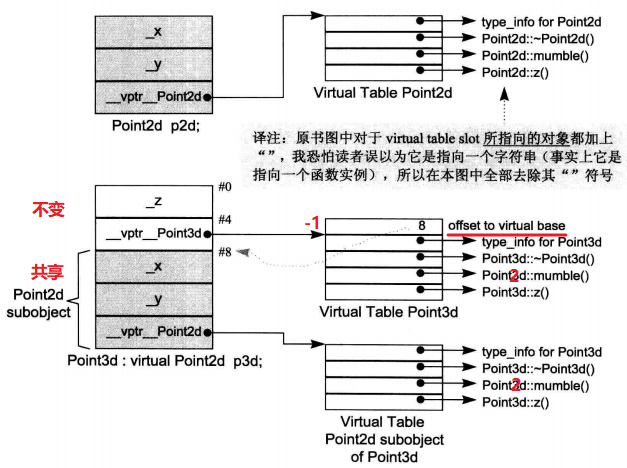 _x
_y
__vptr__Point2d
Point2d p2d;
type_info for Point2d
Point2d::~Point2d()
Point2d::mumble()
Point2d::z()
Virtual Table Point2d
译注：原书图中对于 virtual table slot 所指向的对象都加上
“”，我恐怕读者误以为它是指向一个字符串（事实上它是
指向一个函数实例），所以在本图中全部去除其“”符号
不变
#0
_z
#4
__vptr__Point3d
#8
共享
Point2d
subobject
_x
_y
__vptr__Point2d
Point3d : virtual Point2d p3d;
-1
8
offset to virtual base
type_info for Point3d
Point3d::~Point3d()
Point2d::mumble()
Point3d::z()
Virtual Table Point3d
type_info for Point3d
Point3d::~Point3d()
Point2d::mumble()
Point3d::z()
Virtual Table
Point2d subobject
of Point3d